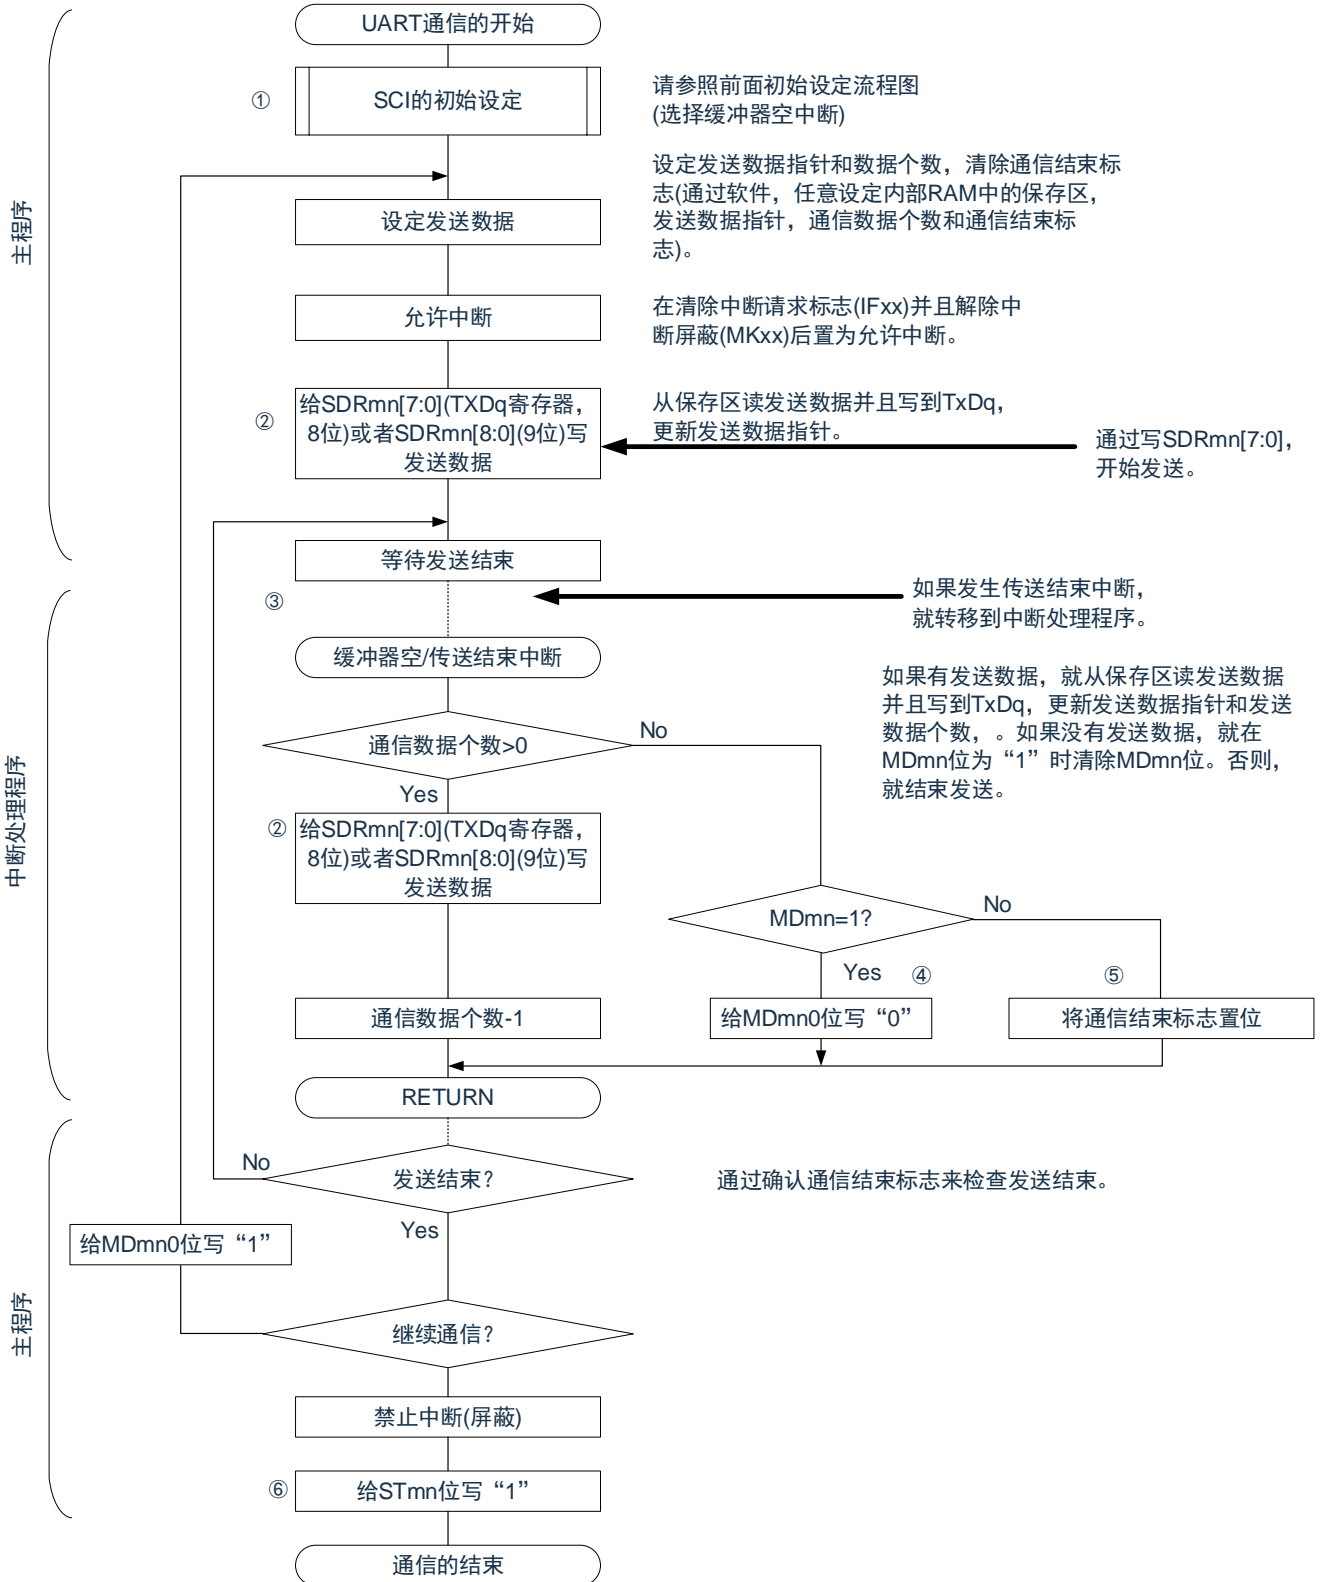 UART通信的开始
①
SCI的初始设定
请参照前面初始设定流程图
(选择缓冲器空中断)
主程序
设定发送数据指针和数据个数，清除通信结束标
志(通过软件，任意设定内部RAM中的保存区，
发送数据指针，通信数据个数和通信结束标
志)。
设定发送数据
允许中断
在清除中断请求标志(IFxx)并且解除中
断屏蔽(MKxx)后置为允许中断。
②
给SDRmn[7:0](TXDq寄存器，
8位)或者SDRmn[8:0](9位)写
发送数据
从保存区读发送数据并且写到TxDq，
更新发送数据指针。
通过写SDRmn[7:0]，
开始发送。
等待发送结束
③
如果发生传送结束中断，
就转移到中断处理程序。
缓冲器空/传送结束中断
中断处理程序
如果有发送数据，就从保存区读发送数据
并且写到TxDq，更新发送数据指针和发送
数据个数，。如果没有发送数据，就在
MDmn位为“1”时清除MDmn位。否则，
就结束发送。
通信数据个数>0
No
Yes
②
给SDRmn[7:0](TXDq寄存器，
8位)或者SDRmn[8:0](9位)写
发送数据
MDmn=1?
No
Yes
④
⑤
通信数据个数-1
给MDmn0位写“0”
将通信结束标志置位
RETURN
No
发送结束？
通过确认通信结束标志来检查发送结束。
Yes
给MDmn0位写“1”
主程序
继续通信？
禁止中断(屏蔽)
⑥
给STmn位写“1”
通信的结束